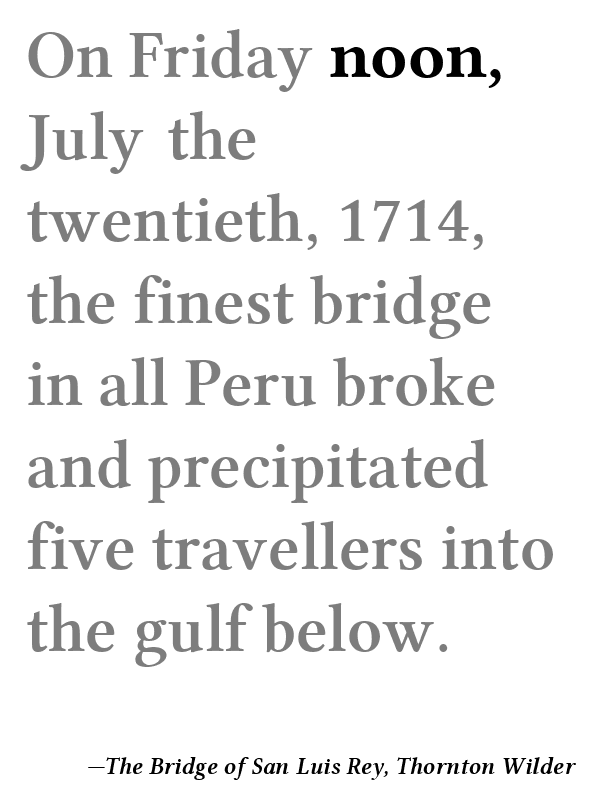 On Friday noon,
July the
twentieth, 1714,
the finest bridge
in all Peru broke
and precipitated
five travellers into
the gulf below.
—The Bridge of San Luis Rey, Thornton Wilder